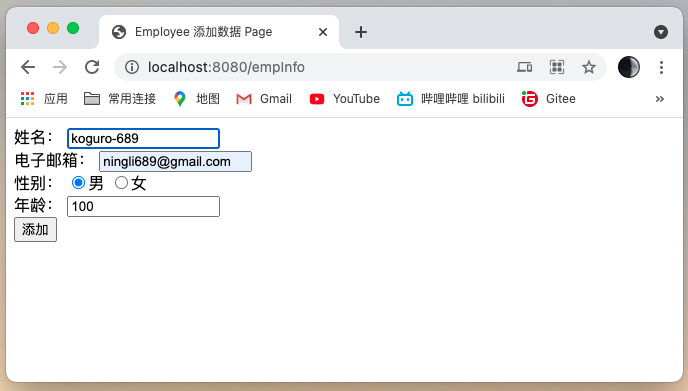 Employee 添加数据 Page
localhost:8080/empInfo
应用 常用连接 地图 Gmail YouTube 哔哩哔哩 bilibili Gitee
姓名： koguro-689
电子邮箱： ningli689@gmail.com
性别： 男 女
年龄： 100
添加